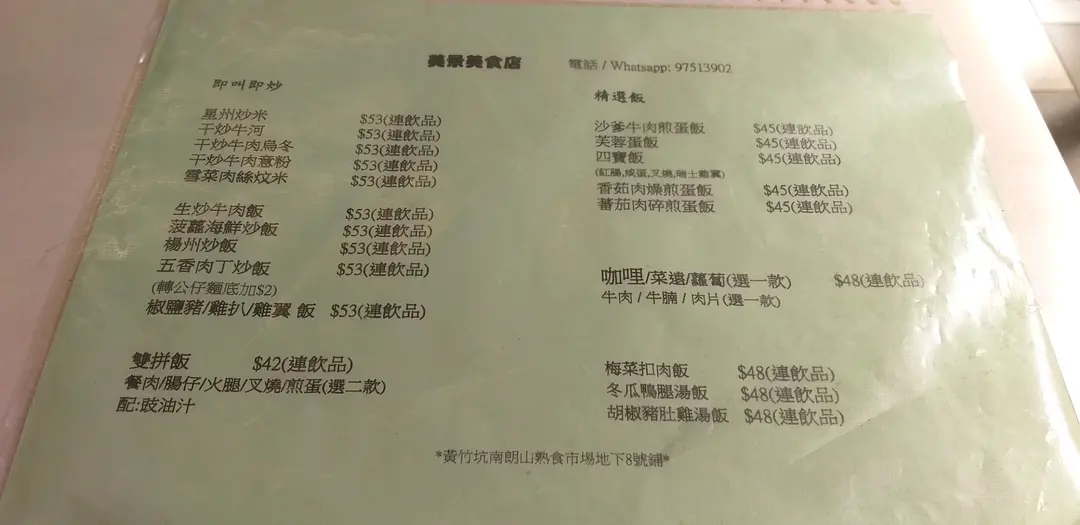 美景美食店
電話 / Whatsapp: 97513902
即叫即炒
星州炒米 $53(連飲品)
干炒牛河 $53(連飲品)
干炒牛肉烏冬 $53(連飲品)
干炒牛肉意粉 $53(連飲品)
雪菜肉絲炆米 $53(連飲品)
生炒牛肉飯 $53(連飲品)
菠蘿海鮮炒飯 $53(連飲品)
楊州炒飯 $53(連飲品)
五香肉丁炒飯 $53(連飲品)
(轉公仔麵底加$2)
椒鹽豬/雞扒/雞翼 飯 $53(連飲品)
雙拼飯 $42(連飲品)
餐肉/腸仔/火腿/叉燒/煎蛋(選二款)
配:豉油汁
精選飯
沙爹牛肉煎蛋飯 $45(連飲品)
芙蓉蛋飯 $45(連飲品)
四寶飯 $45(連飲品)
(紅腸,咸蛋,叉燒,瑞士雞翼)
香茹肉燥煎蛋飯 $45(連飲品)
蕃茄肉碎煎蛋飯 $45(連飲品)
咖哩/菜遠/蘿蔔(選一款) $48(連飲品)
牛肉 / 牛腩 / 肉片(選一款)
梅菜扣肉飯 $48(連飲品)
冬瓜鴨腿湯飯 $48(連飲品)
胡椒豬肚雞湯飯 $48(連飲品)
*黃竹坑南朗山熟食市場地下8號鋪*